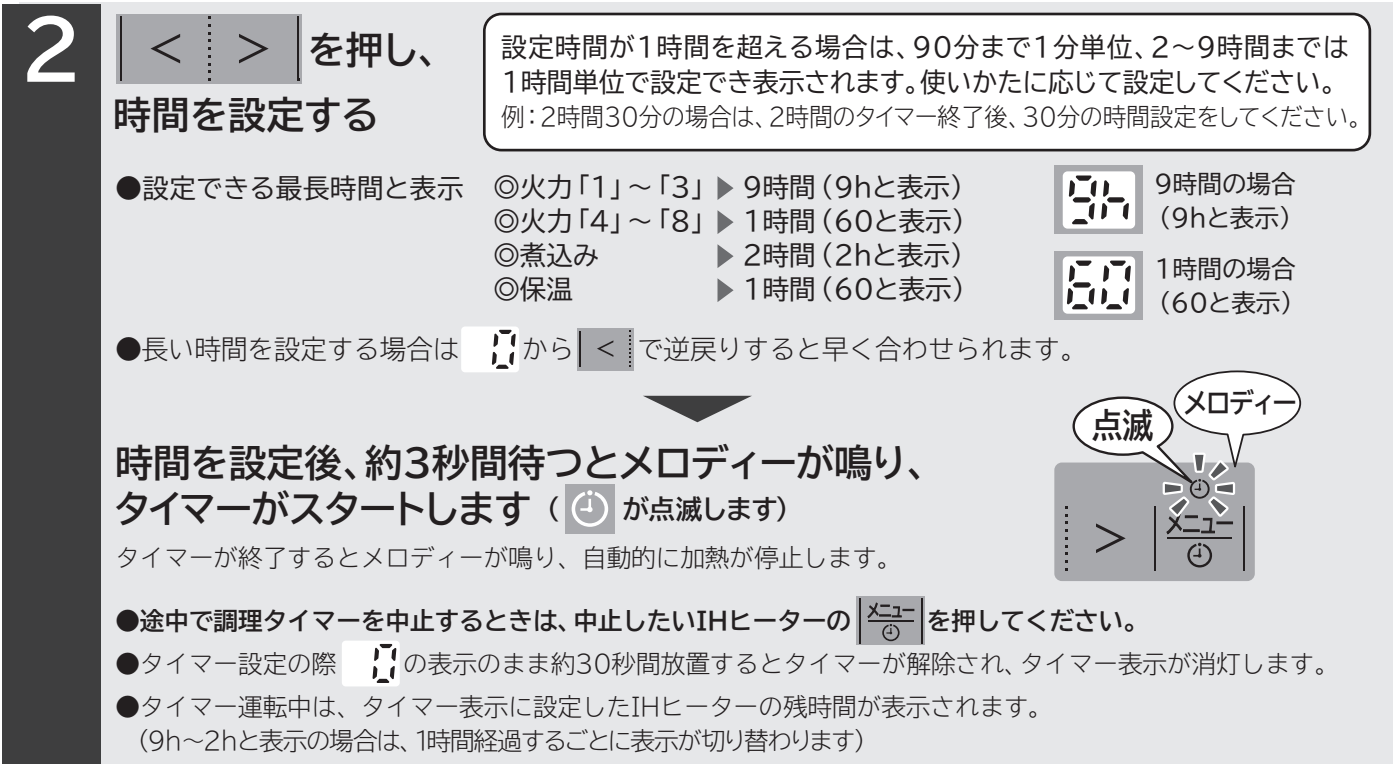 2
< > を押し、
時間を設定する
設定時間が1時間を超える場合は、90分まで1分単位、2～9時間までは
1時間単位で設定でき表示されます。使いかたに応じて設定してください。
例：2時間30分の場合は、2時間のタイマー終了後、30分の時間設定をしてください。
●設定できる最長時間と表示
◎火力「1」～「3」▶ 9時間（9hと表示）
◎火力「4」～「8」▶ 1時間（60と表示）
◎煮込み ▶ 2時間（2hと表示）
◎保温 ▶ 1時間（60と表示）
9h 9時間の場合
（9hと表示）
60 1時間の場合
（60と表示）
●長い時間を設定する場合は 0 から < で逆戻りすると早く合わせられます。
時間を設定後、約3秒間待つとメロディーが鳴り、
タイマーがスタートします（ が点滅します）
タイマーが終了するとメロディーが鳴り、自動的に加熱が停止します。
メロディー
点滅
> メニュー
●途中で調理タイマーを中止するときは、中止したいIHヒーターの メニュー を押してください。
●タイマー設定の際 0 の表示のまま約30秒間放置するとタイマーが解除され、タイマー表示が消灯します。
●タイマー運転中は、タイマー表示に設定したIHヒーターの残時間が表示されます。
（9h～2hと表示の場合は、1時間経過するごとに表示が切り替わります）